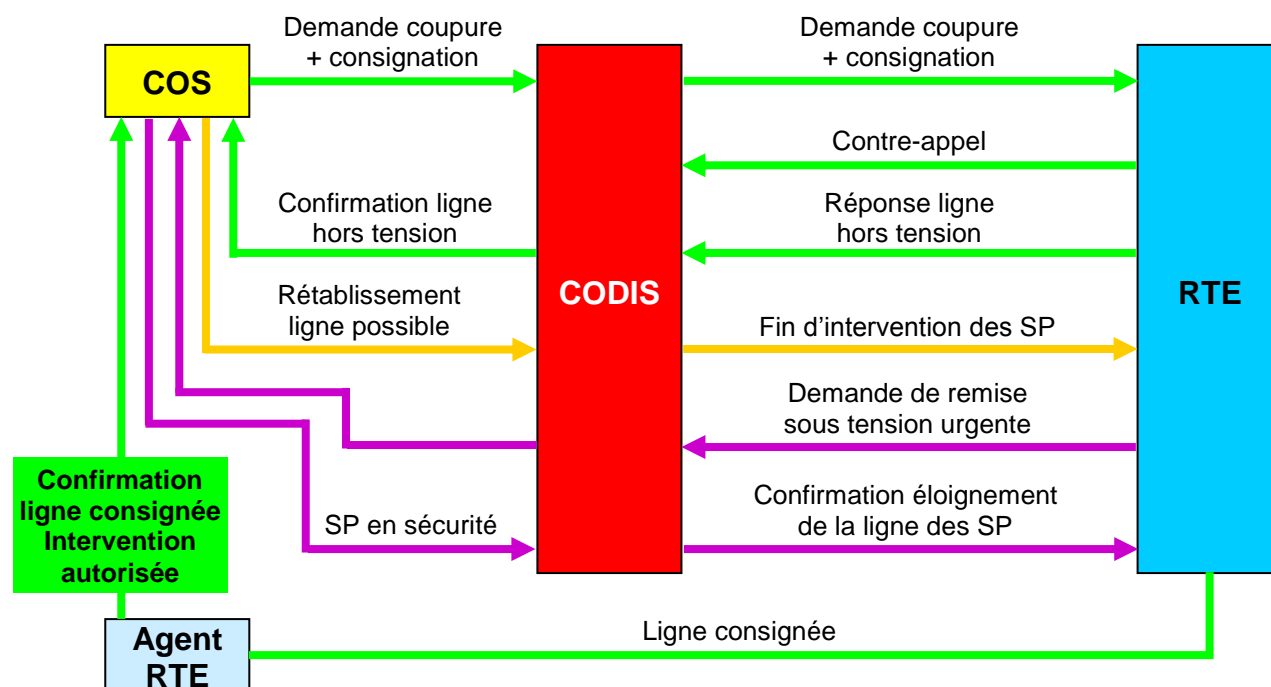 Demande coupure
+ consignation
Demande coupure
+ consignation
COS
Contre-appel
Confirmation ligne
hors tension
Réponse ligne
hors tension
CODIS
RTE
Rétablissement
ligne possible
Fin d’intervention des SP
Demande de remise
sous tension urgente
Confirmation
ligne consignée
Intervention
autorisée
SP en sécurité
Confirmation éloignement
de la ligne des SP
Agent
RTE
Ligne consignée